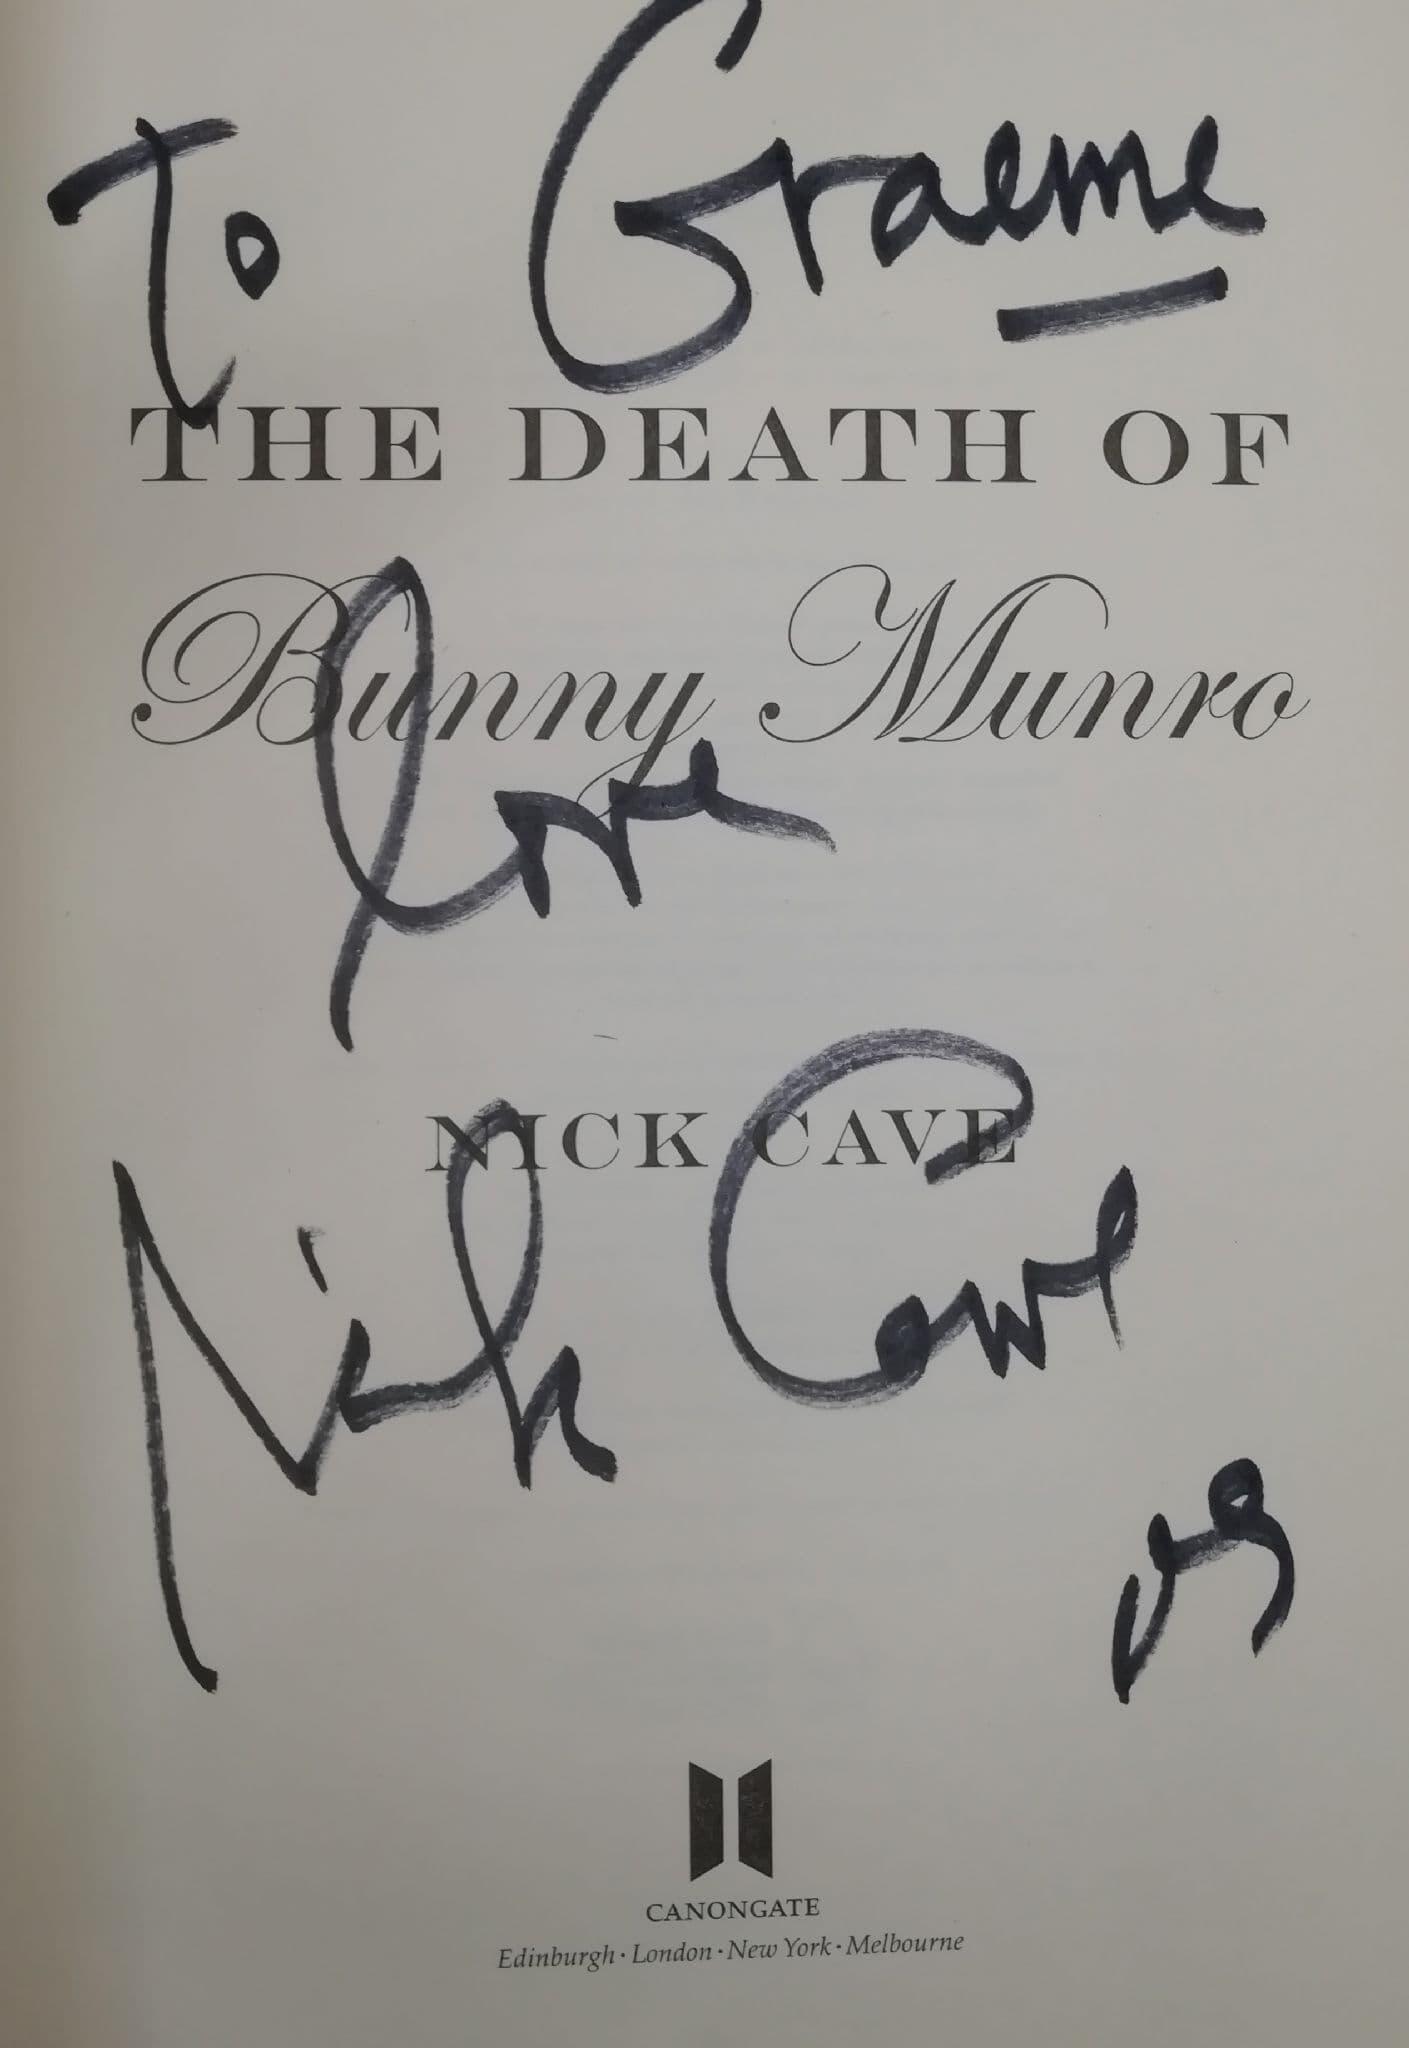 To Graeme
THE DEATH OF
Bunny Munro
love
NICK CAVE
Nick Cave
09
CANONGATE
Edinburgh · London · New York · Melbourne